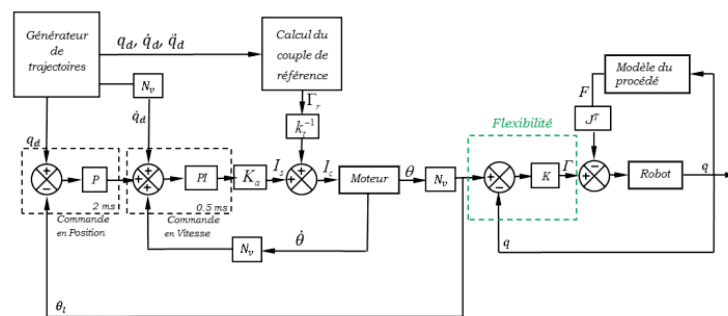 Générateur
de
trajectoires
q_d, q̇_d, q̈_d
Calcul du
couple de
référence
Modèle du
procédé
N_v
Γ_r
F
J^T
k_t^{-1}
Flexibilité
q_d
q̇_d
P
PI
K_a
I_s
I_c
Moteur
θ
N_v
K
Γ
Robot
q
2 ms
0.5 ms
Commande
en Position
Commande
en Vitesse
N_v
θ̇
q
θ_l
+
−
+
+
+
+
+
+
−
+
−